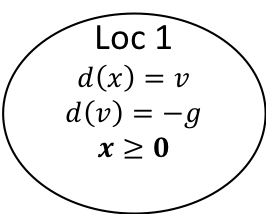 Loc 1
d(x) = v
d(v) = −g
x ≥ 0